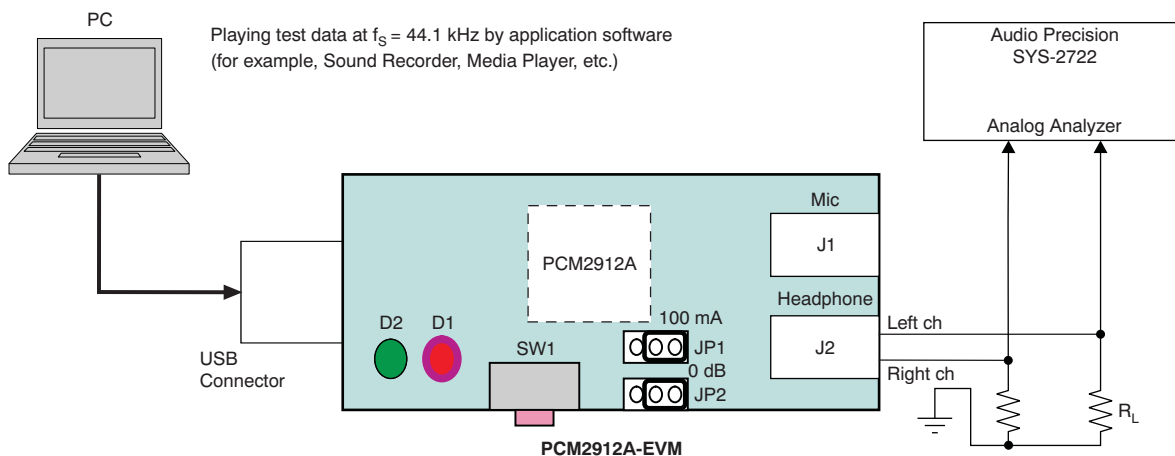 PC
Playing test data at fS = 44.1 kHz by application software
(for example, Sound Recorder, Media Player, etc.)
Audio Precision
SYS-2722
Analog Analyzer
Mic
J1
PCM2912A
Headphone
J2
100 mA
JP1
0 dB
JP2
D2
D1
SW1
Left ch
Right ch
USB
Connector
RL
PCM2912A-EVM